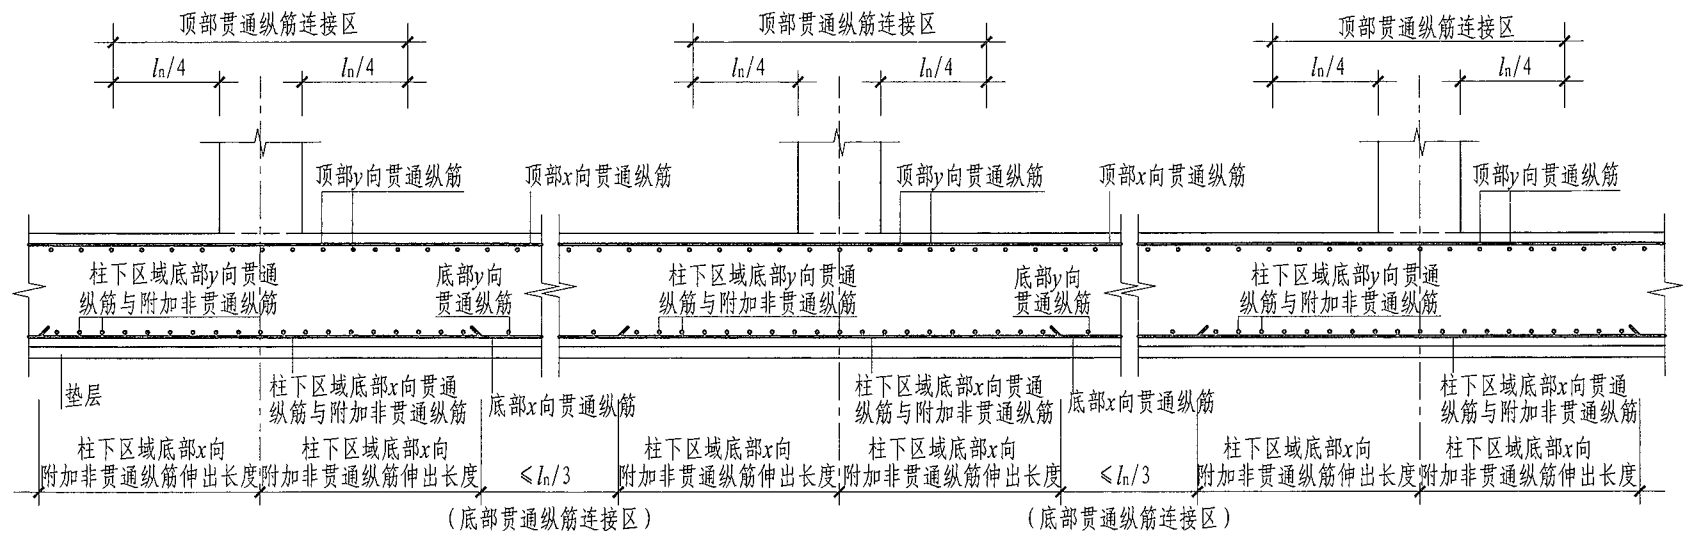 顶部贯通纵筋连接区 顶部贯通纵筋连接区 顶部贯通纵筋连接区
ln/4 ln/4 ln/4 ln/4 ln/4 ln/4
顶部y向贯通纵筋 顶部x向贯通纵筋 顶部y向贯通纵筋 顶部x向贯通纵筋 顶部y向贯通纵筋
柱下区域底部y向贯通
纵筋与附加非贯通纵筋
底部y向
贯通纵筋
柱下区域底部y向贯通
纵筋与附加非贯通纵筋
底部y向
贯通纵筋
柱下区域底部y向贯通
纵筋与附加非贯通纵筋
垫层
柱下区域底部x向贯通
纵筋与附加非贯通纵筋
底部x向贯通纵筋
柱下区域底部x向贯通
纵筋与附加非贯通纵筋
底部x向贯通纵筋
柱下区域底部x向贯通
纵筋与附加非贯通纵筋
柱下区域底部x向
附加非贯通纵筋伸出长度
柱下区域底部x向
附加非贯通纵筋伸出长度
≤ln/3
(底部贯通纵筋连接区)
柱下区域底部x向
附加非贯通纵筋伸出长度
柱下区域底部x向
附加非贯通纵筋伸出长度
≤ln/3
(底部贯通纵筋连接区)
柱下区域底部x向
附加非贯通纵筋伸出长度
柱下区域底部x向
附加非贯通纵筋伸出长度